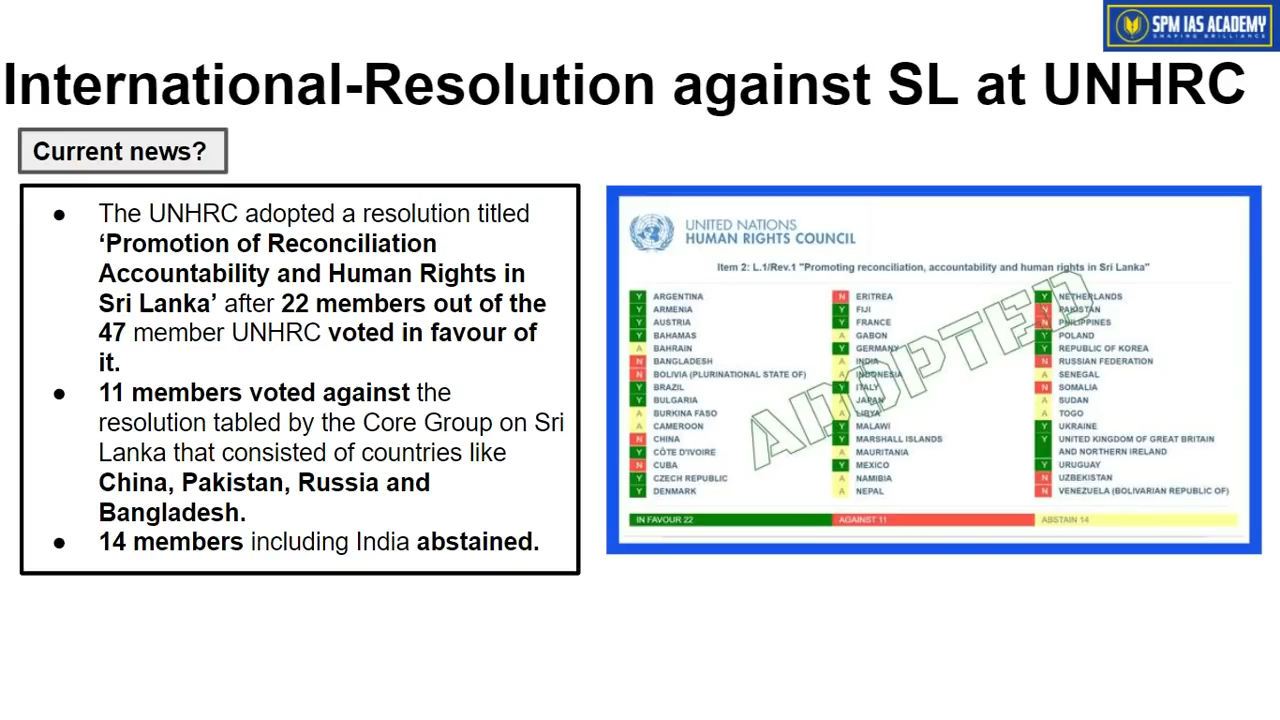 SPM IAS ACADEMY
SHAPING BRILLIANCE
International-Resolution against SL at UNHRC
Current news?
● The UNHRC adopted a resolution titled
‘Promotion of Reconciliation
Accountability and Human Rights in
Sri Lanka’ after 22 members out of the
47 member UNHRC voted in favour of
it.
● 11 members voted against the
resolution tabled by the Core Group on Sri
Lanka that consisted of countries like
China, Pakistan, Russia and
Bangladesh.
● 14 members including India abstained.
UNITED NATIONS
HUMAN RIGHTS COUNCIL
Item 2: L.1/Rev.1 "Promoting reconciliation, accountability and human rights in Sri Lanka"
Y ARGENTINA
Y ARMENIA
Y AUSTRIA
Y BAHAMAS
A BAHRAIN
N BANGLADESH
N BOLIVIA (PLURINATIONAL STATE OF)
Y BRAZIL
Y BULGARIA
A BURKINA FASO
A CAMEROON
N CHINA
Y CÔTE D'IVOIRE
N CUBA
Y CZECH REPUBLIC
Y DENMARK
N ERITREA
Y FIJI
Y FRANCE
A GABON
Y GERMANY
A INDIA
A INDONESIA
Y ITALY
A JAPAN
A LIBYA
Y MALAWI
Y MARSHALL ISLANDS
A MAURITANIA
Y MEXICO
A NAMIBIA
A NEPAL
Y NETHERLANDS
N PAKISTAN
N PHILIPPINES
Y POLAND
Y REPUBLIC OF KOREA
N RUSSIAN FEDERATION
A SENEGAL
N SOMALIA
A SUDAN
A TOGO
Y UKRAINE
Y UNITED KINGDOM OF GREAT BRITAIN
AND NORTHERN IRELAND
Y URUGUAY
N UZBEKISTAN
N VENEZUELA (BOLIVARIAN REPUBLIC OF)
ADOPTED
IN FAVOUR 22 AGAINST 11 ABSTAIN 14